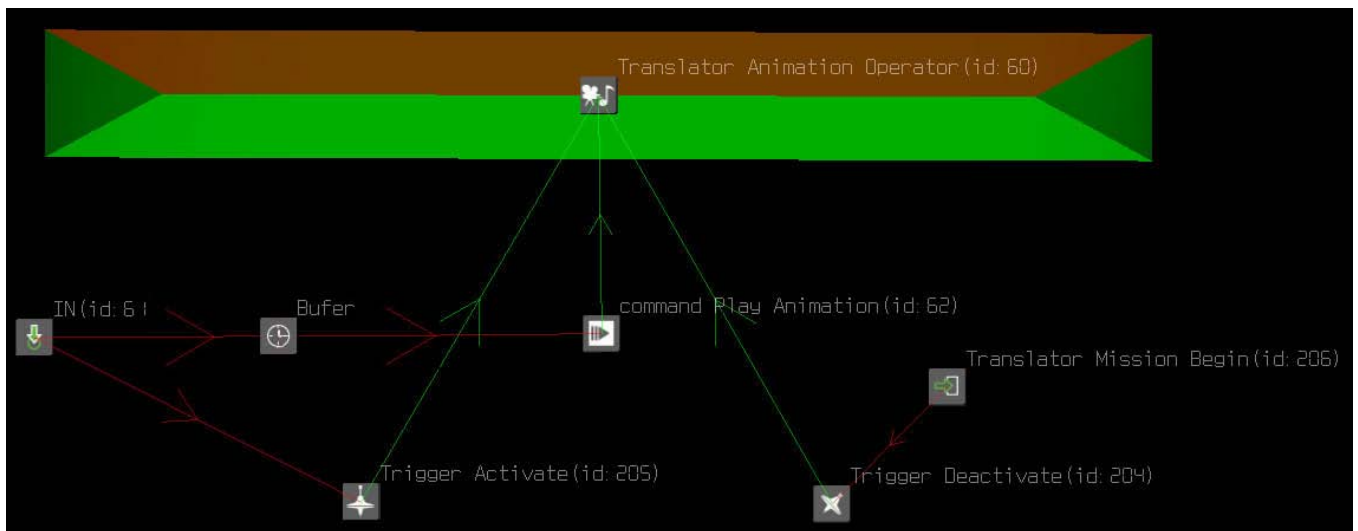 Translator Animation Operator(id:60)
IN(id:61
Bufer
command Play Animation(id:62)
Translator Mission Begin(id:206)
Trigger Activate(id:205)
Trigger Deactivate(id:204)